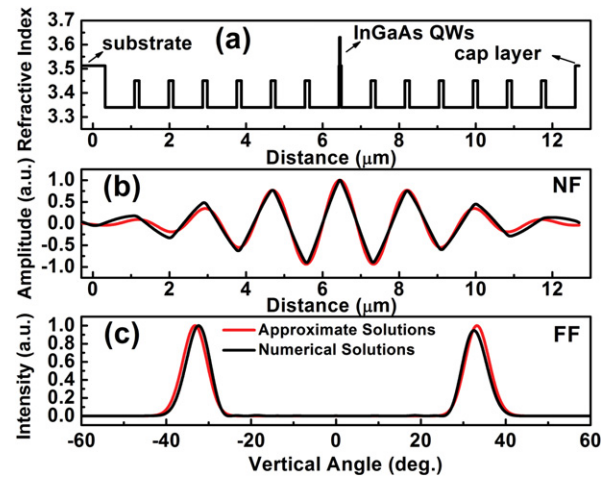 (a)
substrate
InGaAs QWs
cap layer
Refractive Index
3.7
3.6
3.5
3.4
3.3
0 2 4 6 8 10 12
Distance (μm)
(b)
NF
Amplitude (a.u.)
1.0
0.5
0.0
-0.5
-1.0
0 2 4 6 8 10 12
Distance (μm)
(c)
Approximate Solutions
Numerical Solutions
FF
Intensity (a.u.)
1.0
0.8
0.6
0.4
0.2
0.0
-60 -40 -20 0 20 40 60
Vertical Angle (deg.)